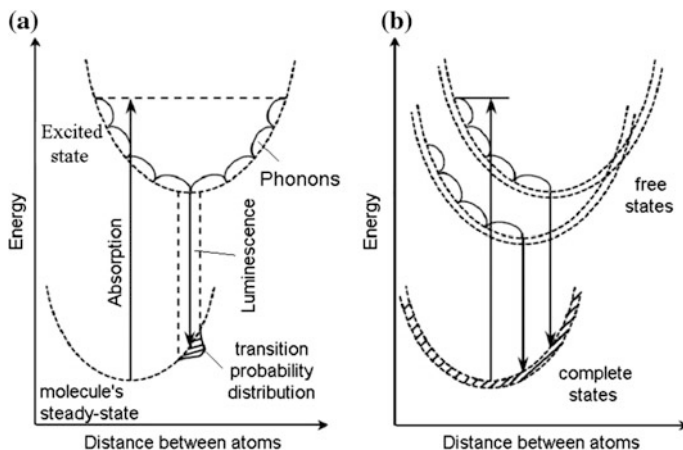 (a)
Energy
Excited
state
Absorption
Phonons
Luminescence
transition
probability
distribution
molecule's
steady-state
Distance between atoms
(b)
Energy
free
states
complete
states
Distance between atoms